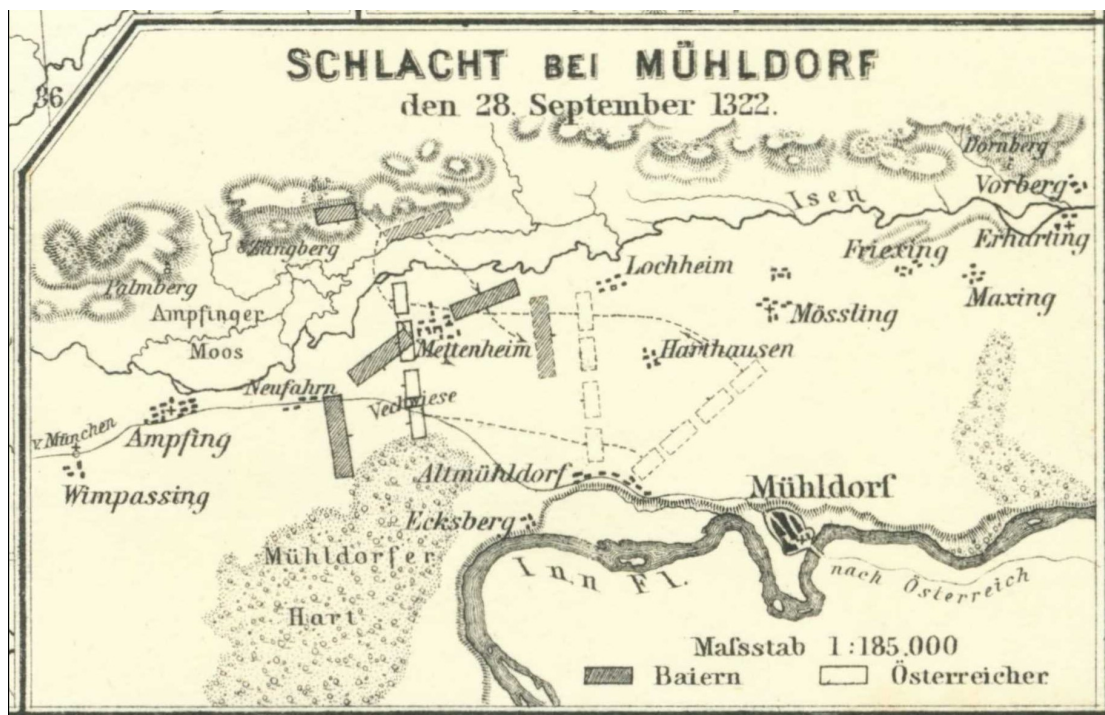 SCHLACHT BEI MÜHLDORF
den 28. September 1322.
36
Dornberg
Vorberg
Isen
Erharting
Zangberg
Friexing
Lochheim
Palmberg
Maxing
Ampfinger
Mössling
Moos
Mettenheim
Harthausen
Neufahrn
Vechwiese
v. München
Ampfing
Altmühldorf
Wimpassing
Mühldorf
Ecksberg
Mühldorfer
Inn Fl.
nach Österreich
Hart
Maſsstab 1:185.000
Baiern
Österreicher